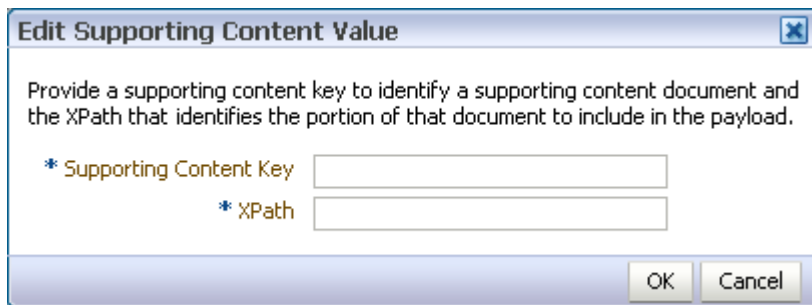 Edit Supporting Content Value
Provide a supporting content key to identify a supporting content document and
the XPath that identifies the portion of that document to include in the payload.
* Supporting Content Key
* XPath
OK Cancel